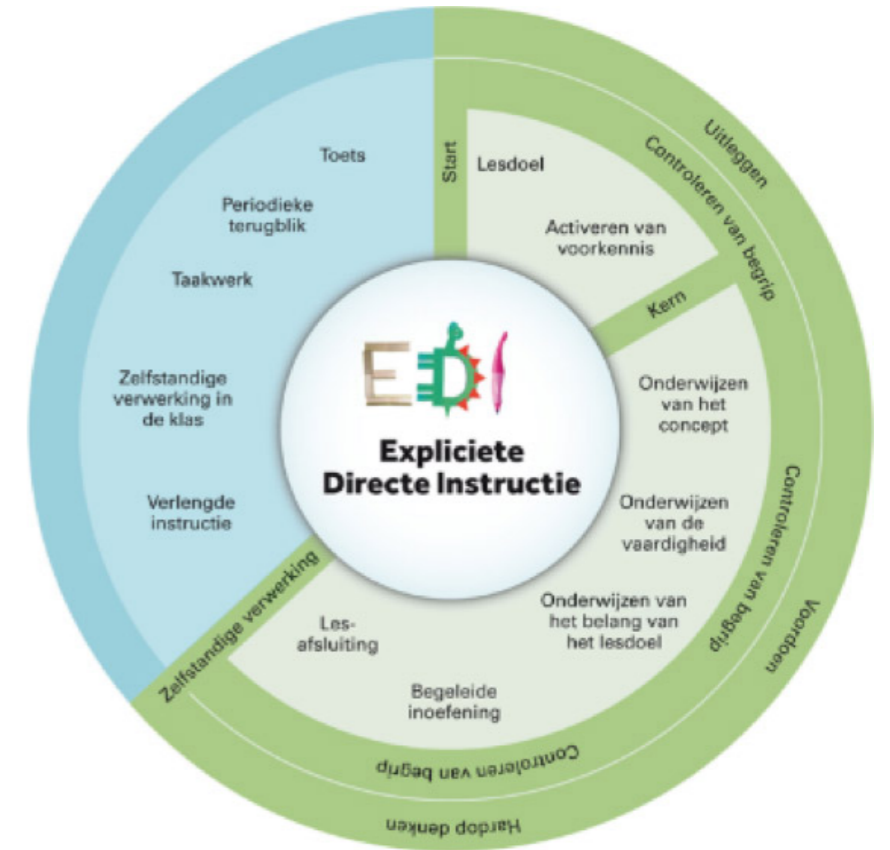 Uitleggen
Controleren van begrip
Start
Lesdoel
Activeren van
voorkennis
Kern
Onderwijzen
van het
concept
Onderwijzen
van de
vaardigheid
Onderwijzen van
het belang van
het lesdoel
Controleren van begrip
Voordoen
Begeleide
inoefening
Les-
afsluiting
Controleren van begrip
Hardop denken
Zelfstandige verwerking
Verlengde
instructie
Zelfstandige
verwerking in
de klas
Taakwerk
Periodieke
terugblik
Toets
EDI
Expliciete
Directe Instructie